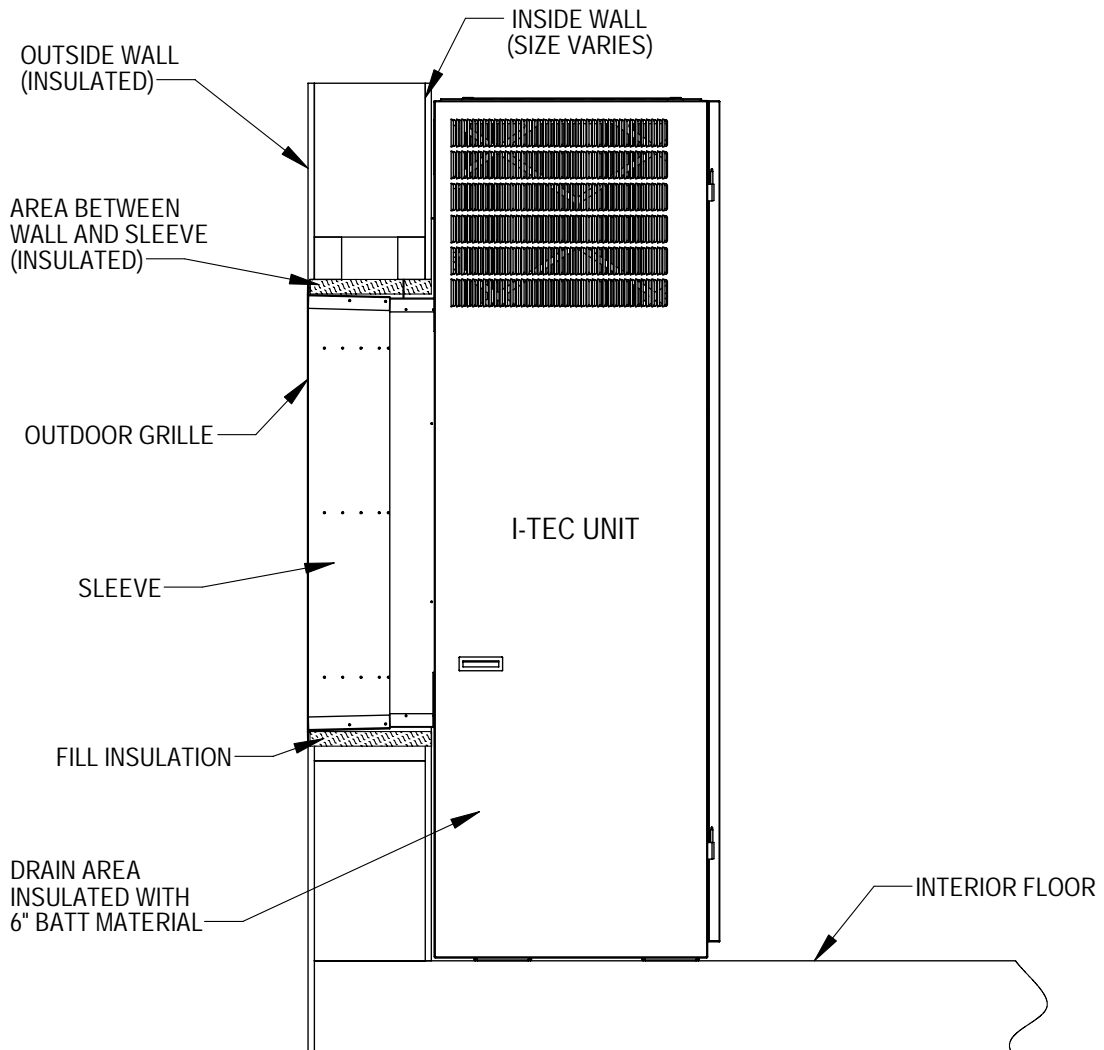 INSIDE WALL
(SIZE VARIES)
OUTSIDE WALL
(INSULATED)
AREA BETWEEN
WALL AND SLEEVE
(INSULATED)
OUTDOOR GRILLE
I-TEC UNIT
SLEEVE
FILL INSULATION
DRAIN AREA
INSULATED WITH
6" BATT MATERIAL
INTERIOR FLOOR